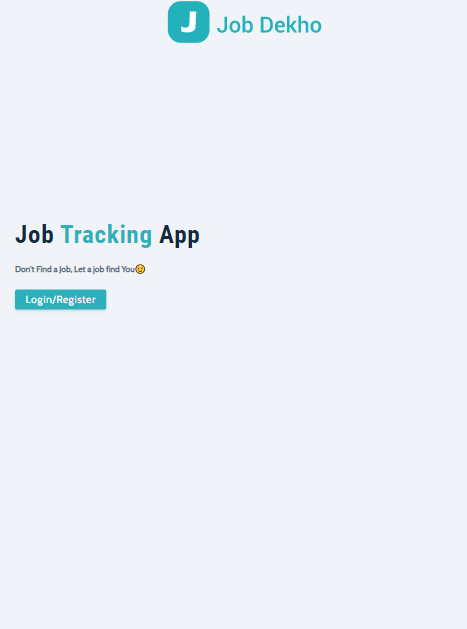 J Job Dekho
Job Tracking App
Don't Find a Job, Let a job find You😉
Login/Register